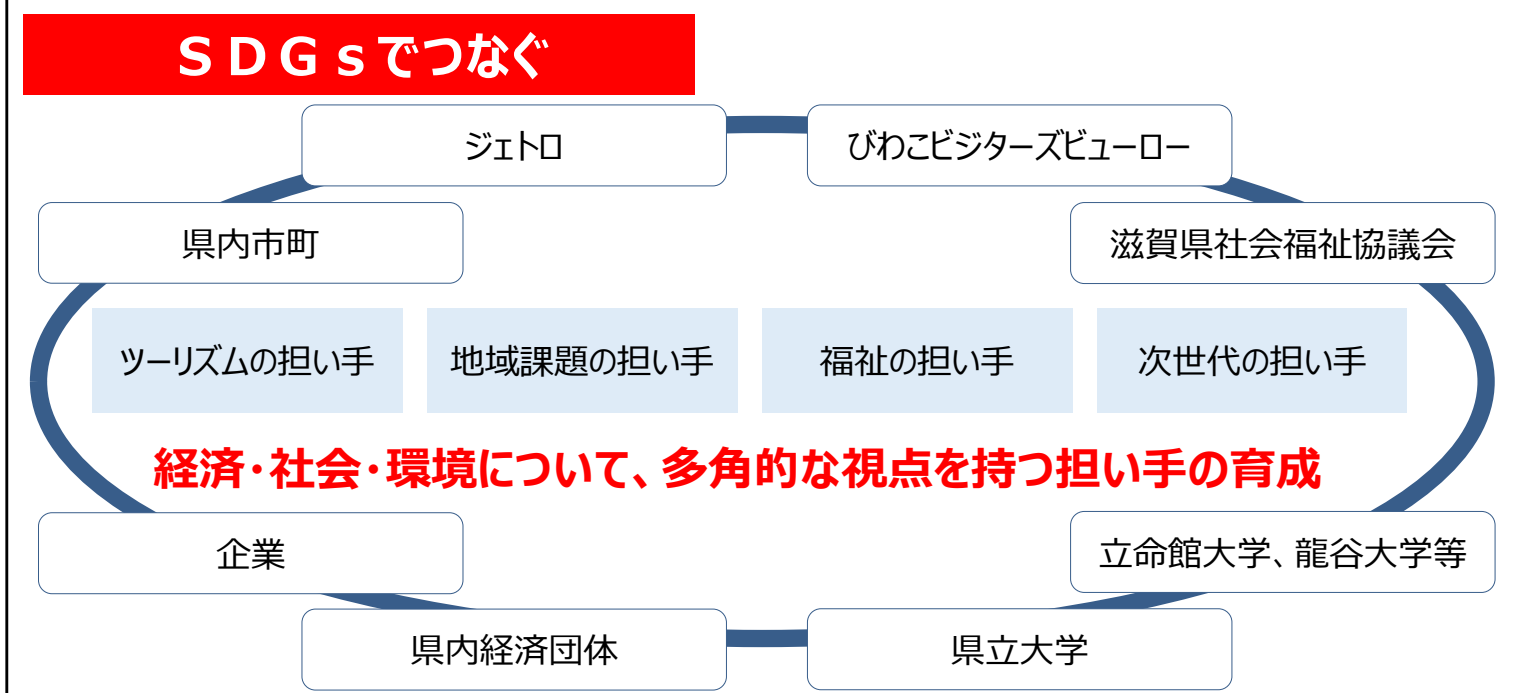 ＳＤＧｓでつなぐ
ジェトロ
びわこビジターズビューロー
県内市町
滋賀県社会福祉協議会
ツーリズムの担い手
地域課題の担い手
福祉の担い手
次世代の担い手
経済・社会・環境について、多角的な視点を持つ担い手の育成
企業
立命館大学、龍谷大学等
県内経済団体
県立大学